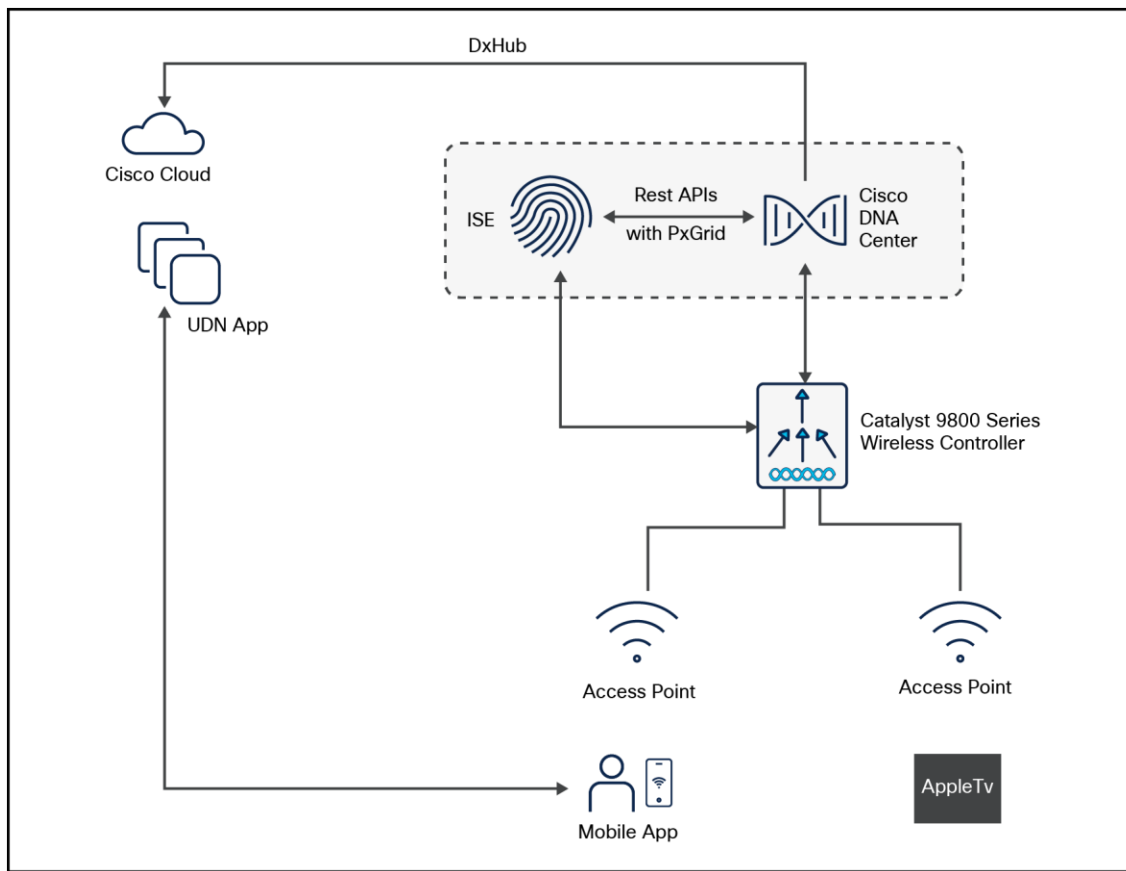 DxHub
Cisco Cloud
UDN App
ISE
Rest APIs
with PxGrid
Cisco
DNA
Center
Catalyst 9800 Series
Wireless Controller
Access Point
Access Point
Mobile App
AppleTv